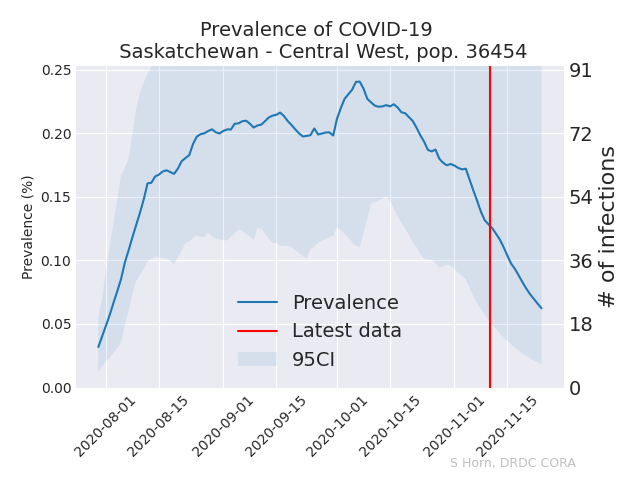 Prevalence of COVID-19
Saskatchewan - Central West, pop. 36454
0.25
0.20
0.15
0.10
0.05
0.00
Prevalence (%)
91
72
54
36
18
0
# of infections
Prevalence
Latest data
95CI
2020-08-01
2020-08-15
2020-09-01
2020-09-15
2020-10-01
2020-10-15
2020-11-01
2020-11-15
S Horn, DRDC CORA